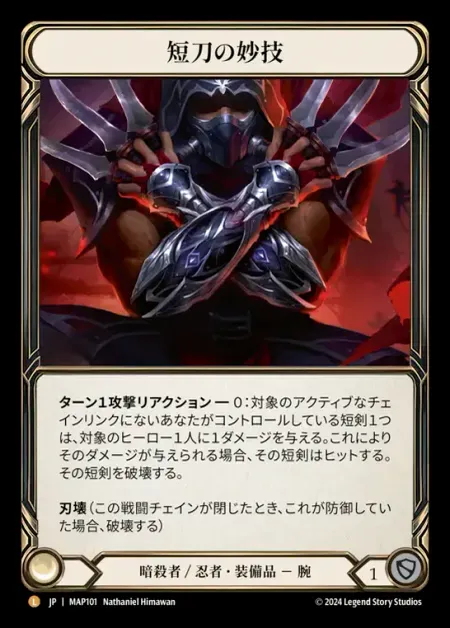 短刀の妙技
ターン1攻撃リアクション ー 0：対象のアクティブなチ
ェインリンクにないあなたがコントロールしている短剣1つ
は、対象のヒーロー1人に1ダメージを与える。これにより
そのダメージが与えられる場合、その短剣はヒットする。
その短剣を破壊する。
刃壊（この戦闘チェインが閉じたとき、これが防御してい
た場合、破壊する）
暗殺者 / 忍者・装備品 ー 腕
1
L JP | MAP101 Nathaniel Himawan
© 2024 Legend Story Studios